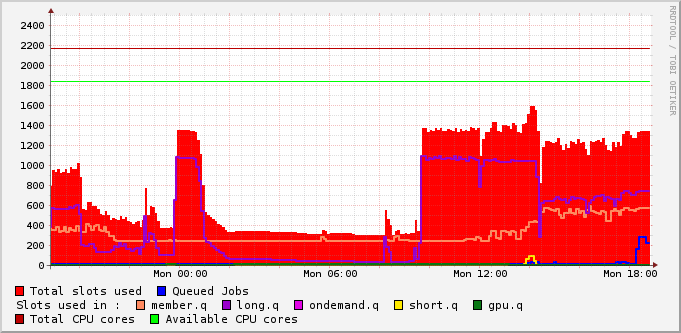 2400
2200
2000
1800
1600
1400
1200
1000
800
600
400
200
0
Mon 00:00 Mon 06:00 Mon 12:00 Mon 18:00
RRDTOOL / TOBI OETIKER
Total slots used Queued Jobs
Slots used in : member.q long.q ondemand.q short.q gpu.q
Total CPU cores Available CPU cores